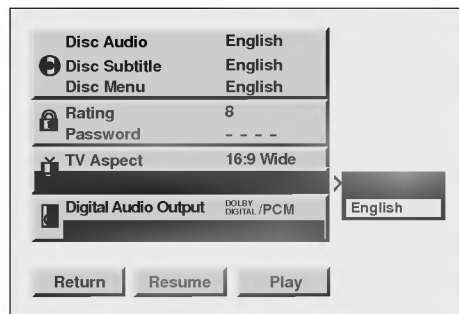 Disc Audio English
Disc Subtitle English
Disc Menu English
Rating 8
Password - - - -
TV Aspect 16:9 Wide
Digital Audio Output DOLBY DIGITAL /PCM
English
Return Resume Play